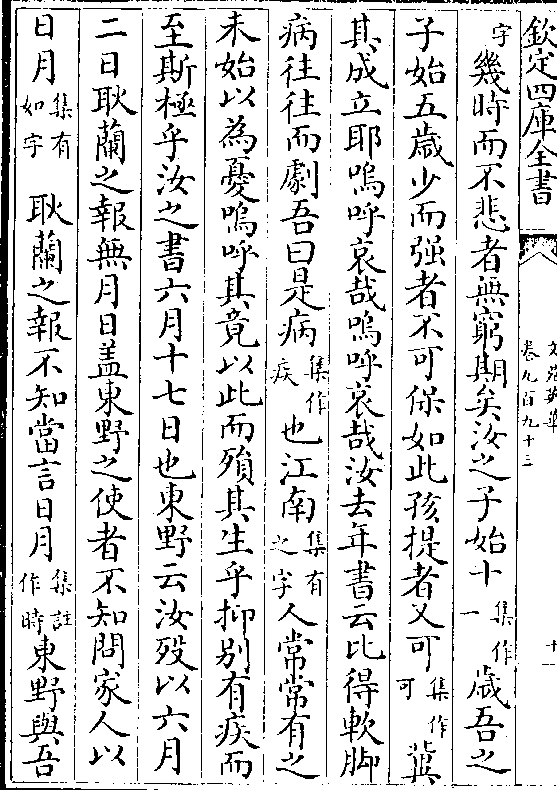 欽定四庫全書
文苑英華
卷九百九十三
十一
字幾時而不悲者無窮期矣汝之子始十集作一歲吾之
子始五歲少而强者不可保如此孩提者又可集作可冀
其成立耶嗚呼哀哉嗚呼哀哉汝去年書云比得軟脚
病往往而劇吾曰是病集作疾也江南集有之字人常常有之
未始以為憂嗚呼其竟以此而殞其生乎抑别有疾而
至斯極乎汝之書六月十七日也東野云汝歿以六月
二日耿蘭之報無月日盖東野之使者不知問家人以
日月集有如字耿蘭之報不知當言日月集註作時東野與吾